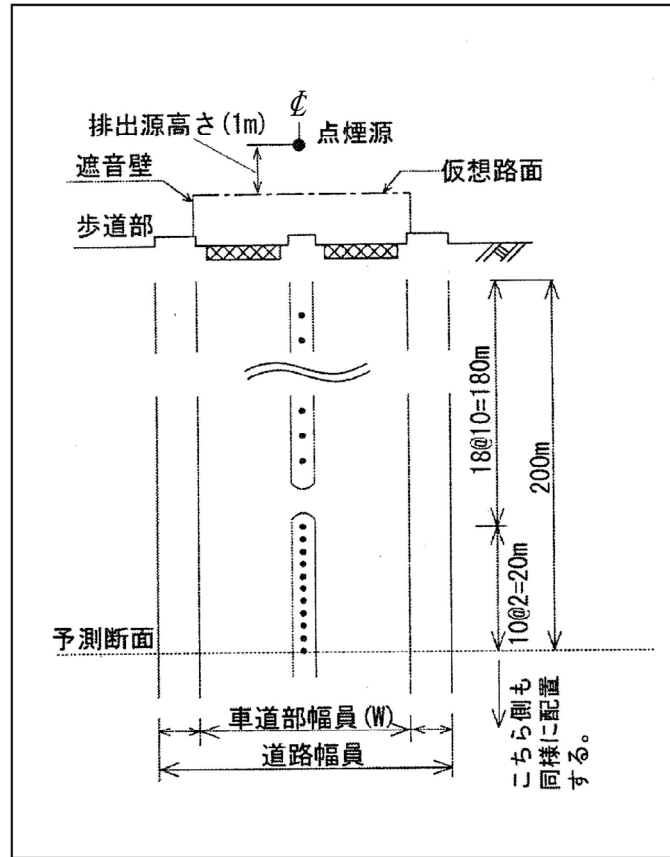 ℄
排出源高さ(1m)
点煙源
遮音壁
仮想路面
歩道部
18@10=180m
200m
10@2=20m
予測断面
車道部幅員(W)
道路幅員
こちら側も
同様に配置
する。